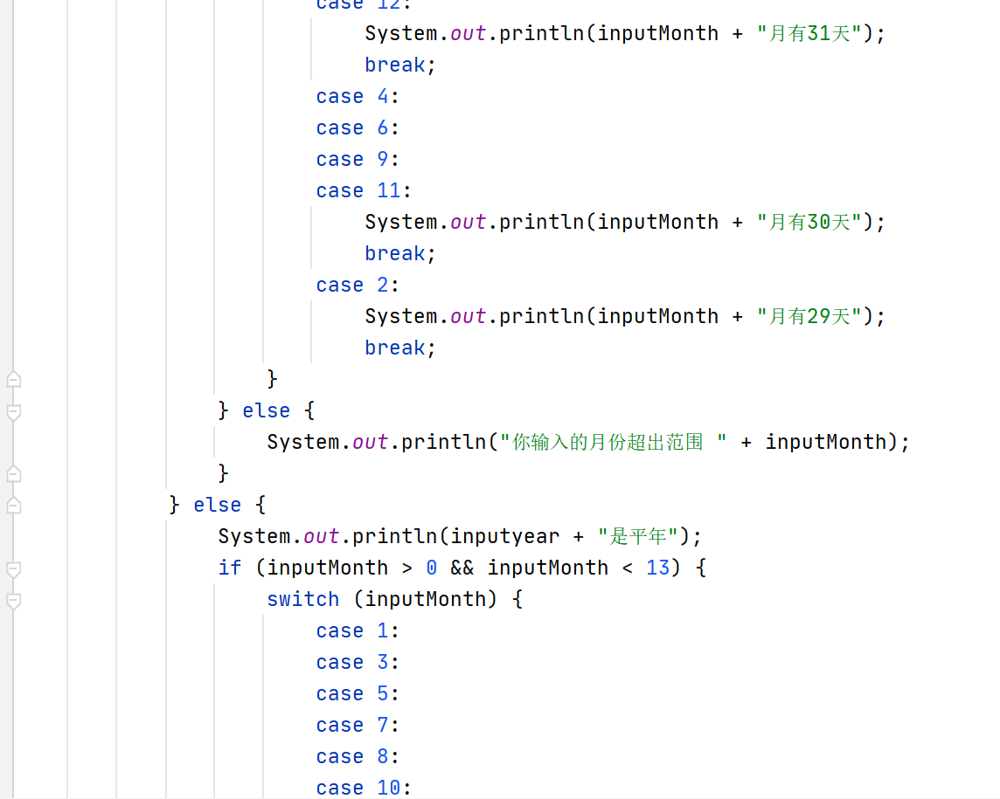 case 12:
System.out.println(inputMonth + "月有31天");
break;
case 4:
case 6:
case 9:
case 11:
System.out.println(inputMonth + "月有30天");
break;
case 2:
System.out.println(inputMonth + "月有29天");
break;
}
} else {
System.out.println("你输入的月份超出范围 " + inputMonth);
}
} else {
System.out.println(inputyear + "是平年");
if (inputMonth > 0 && inputMonth < 13) {
switch (inputMonth) {
case 1:
case 3:
case 5:
case 7:
case 8:
case 10: